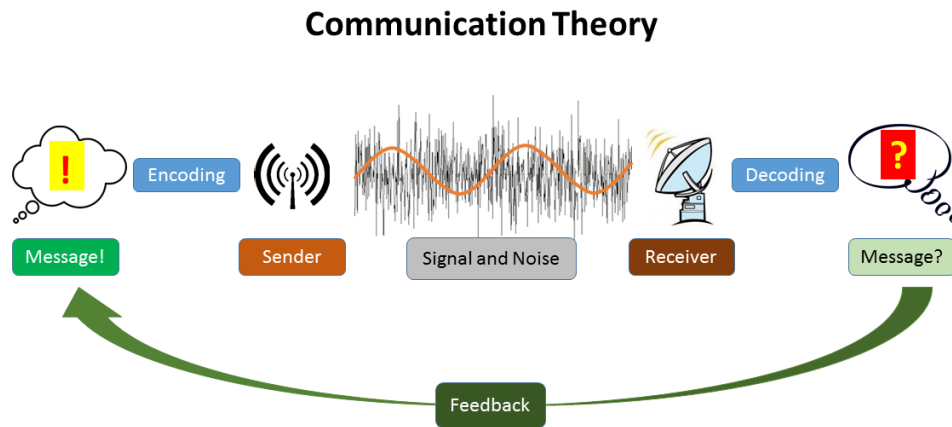 Communication Theory
!
Encoding
Decoding
?
Message!
Sender
Signal and Noise
Receiver
Message?
Feedback